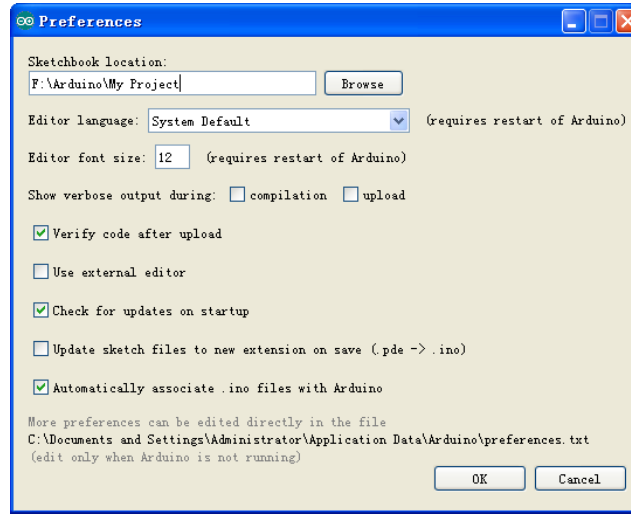 Preferences
Sketchbook location:
F:\Arduino\My Project
Browse
Editor language: System Default (requires restart of Arduino)
Editor font size: 12 (requires restart of Arduino)
Show verbose output during: compilation upload
Verify code after upload
Use external editor
Check for updates on startup
Update sketch files to new extension on save (.pde -> .ino)
Automatically associate .ino files with Arduino
More preferences can be edited directly in the file
C:\Documents and Settings\Administrator\Application Data\Arduino\preferences.txt
(edit only when Arduino is not running)
OK Cancel